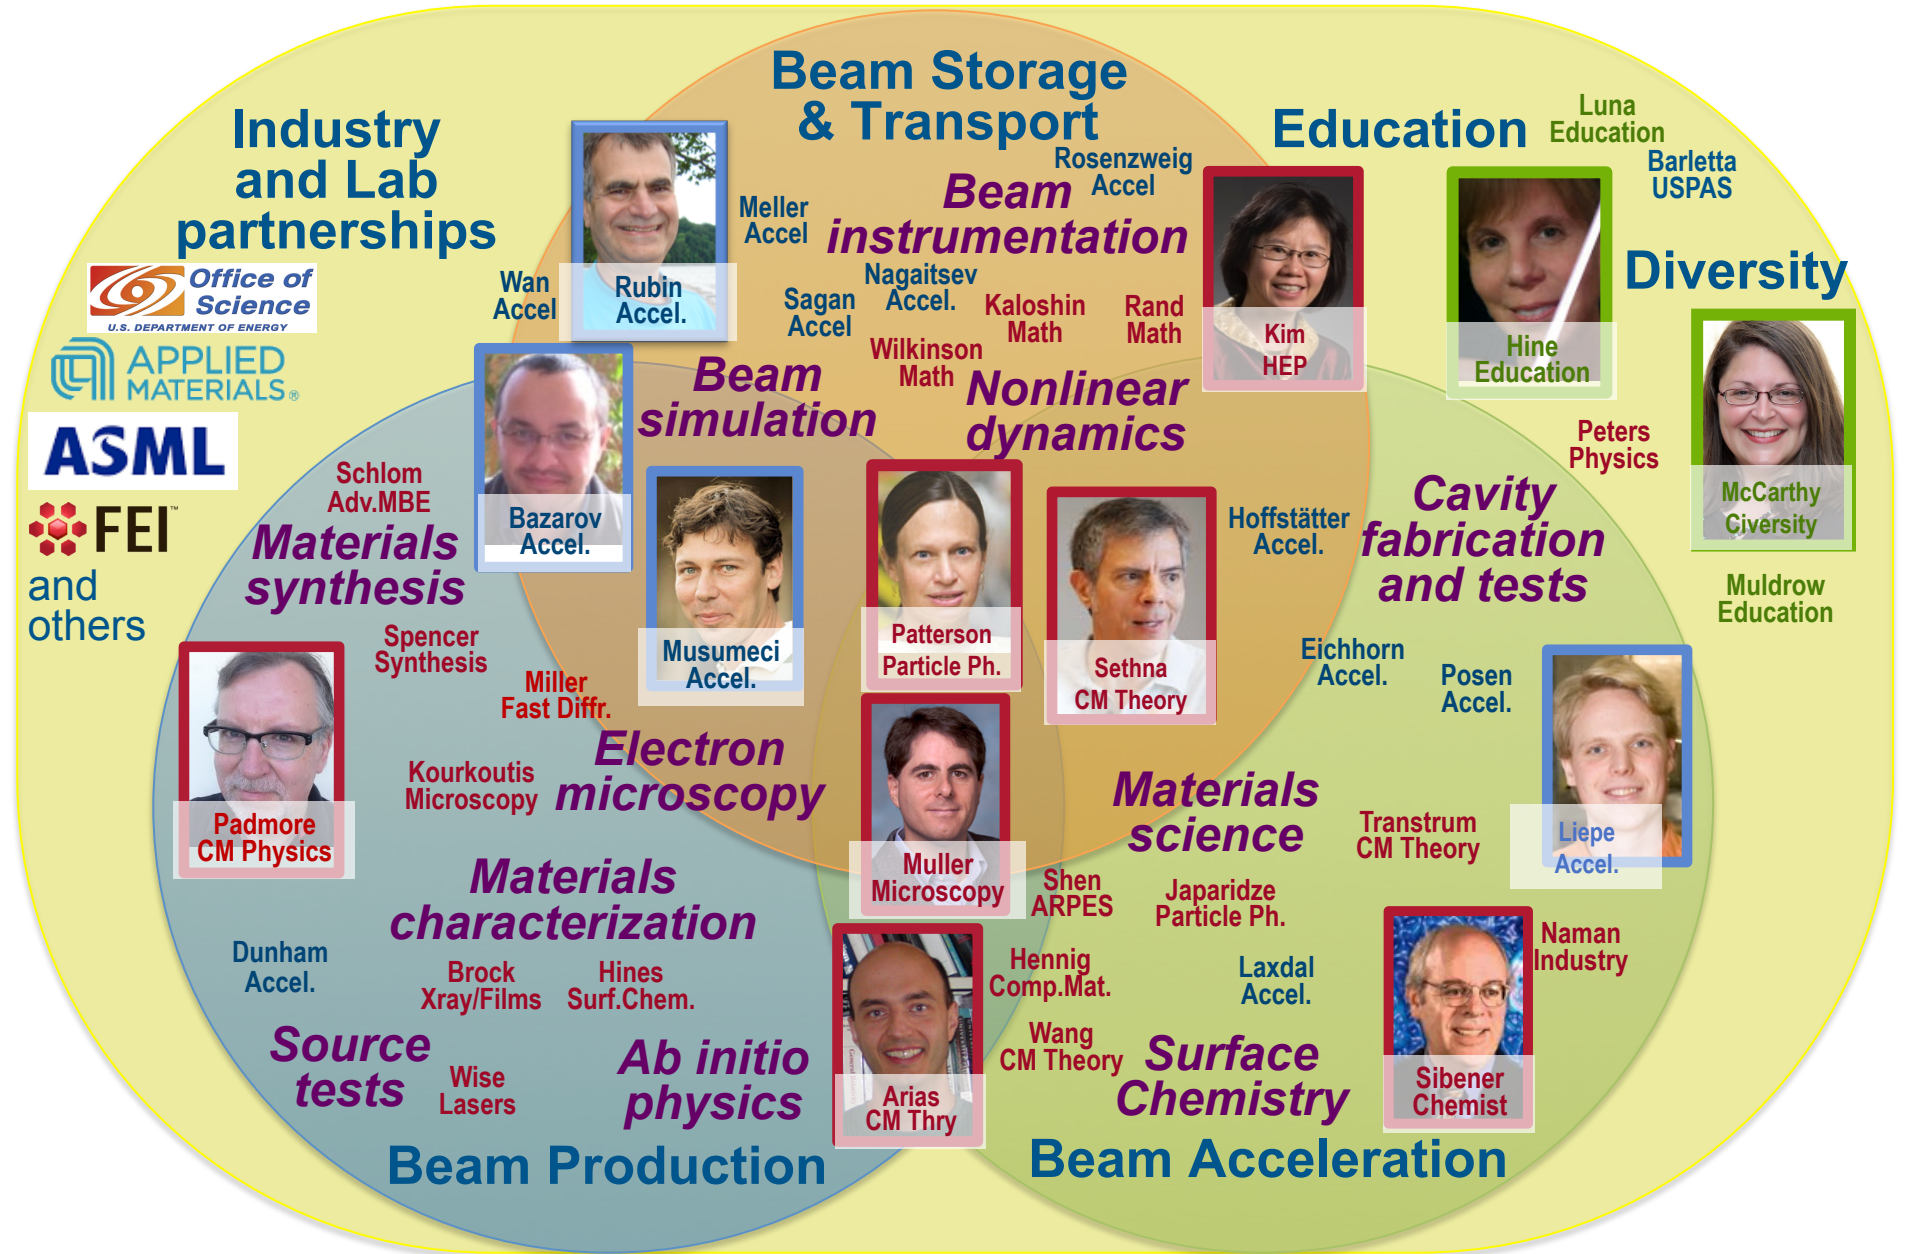 Beam Storage
& Transport
Industry
and Lab
partnerships
Education
Luna
Education
Barletta
USPAS
Diversity
Office of
Science
U.S. DEPARTMENT OF ENERGY
APPLIED
MATERIALS®
ASML
FEI™
and
others
Wan
Accel
Rubin
Accel.
Meller
Accel
Rosenzweig
Accel
Beam
instrumentation
Nagaitsev
Accel.
Sagan
Accel
Kaloshin
Math
Rand
Math
Wilkinson
Math
Kim
HEP
Hine
Education
Peters
Physics
McCarthy
Civersity
Muldrow
Education
Beam
simulation
Nonlinear
dynamics
Schlom
Adv.MBE
Bazarov
Accel.
Materials
synthesis
Musumeci
Accel.
Patterson
Particle Ph.
Sethna
CM Theory
Hoffstätter
Accel.
Cavity
fabrication
and tests
Spencer
Synthesis
Miller
Fast Diffr.
Eichhorn
Accel.
Posen
Accel.
Padmore
CM Physics
Kourkoutis
Microscopy
Electron
microscopy
Muller
Microscopy
Materials
science
Transtrum
CM Theory
Liepe
Accel.
Materials
characterization
Shen
ARPES
Japaridze
Particle Ph.
Naman
Industry
Dunham
Accel.
Brock
Xray/Films
Hines
Surf.Chem.
Hennig
Comp.Mat.
Laxdal
Accel.
Source
tests
Wise
Lasers
Ab initio
physics
Arias
CM Thry
Wang
CM Theory
Surface
Chemistry
Sibener
Chemist
Beam Production
Beam Acceleration